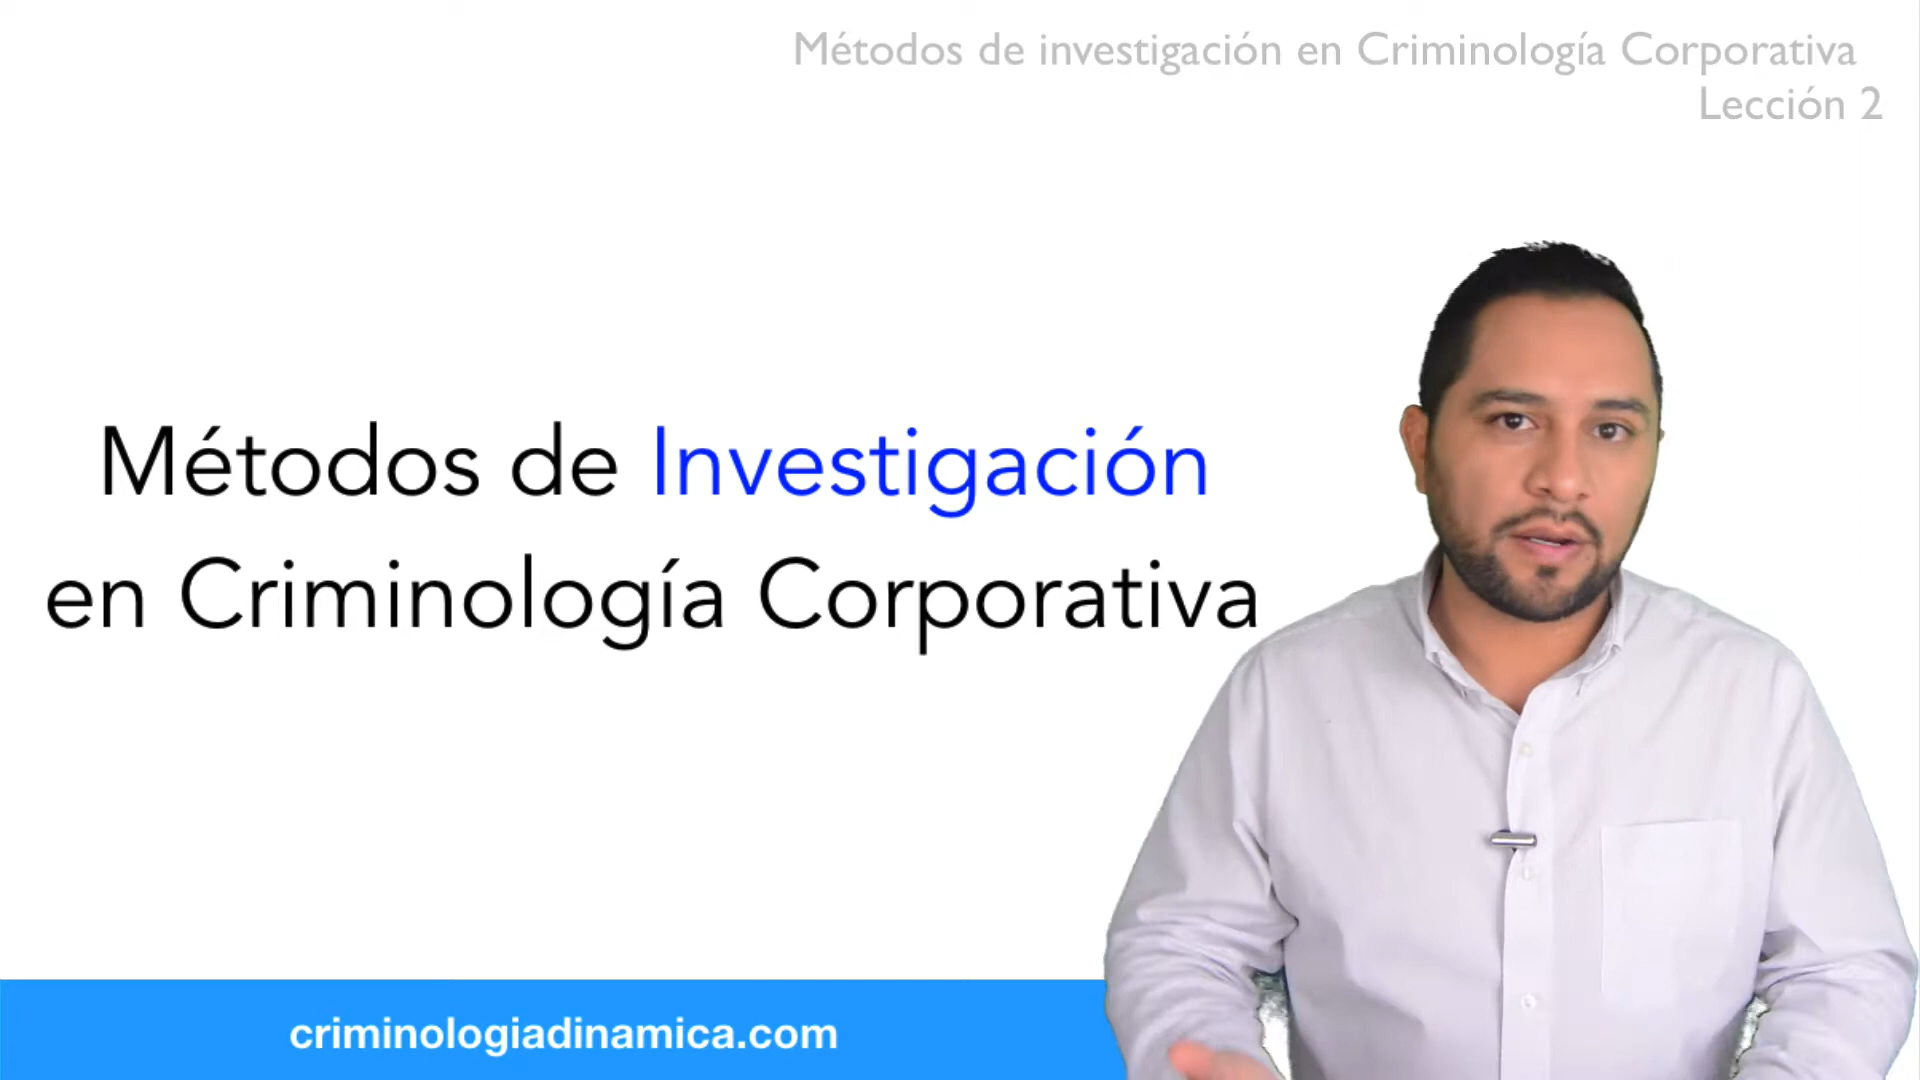 Métodos de investigación en Criminología Corporativa
Lección 2
Métodos de Investigación
en Criminología Corporativa
criminologiadinamica.com